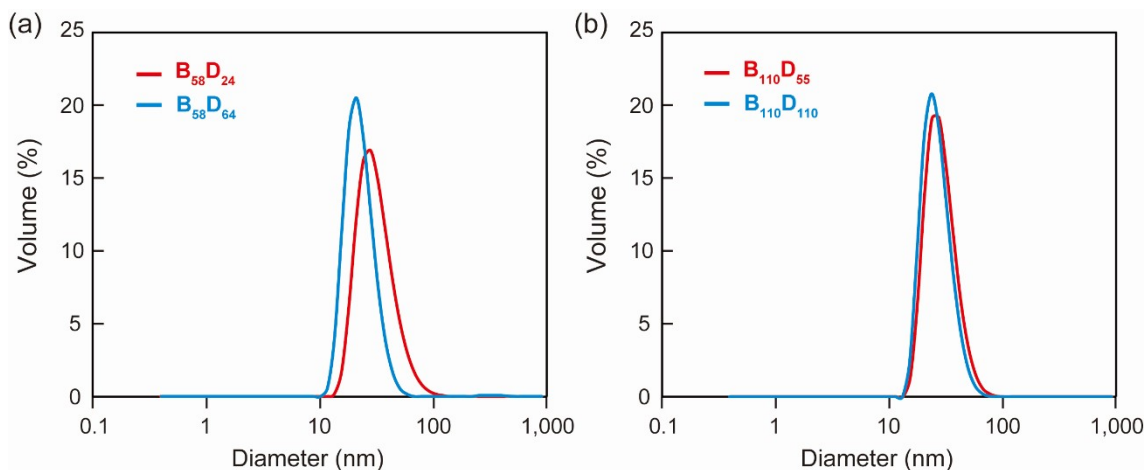 (a)
25
20
15
10
5
0
Volume (%)
B₅₈D₂₄
B₅₈D₆₄
0.1 1 10 100 1,000
Diameter (nm)
(b)
25
20
15
10
5
0
Volume (%)
B₁₁₀D₅₅
B₁₁₀D₁₁₀
0.1 1 10 100 1,000
Diameter (nm)